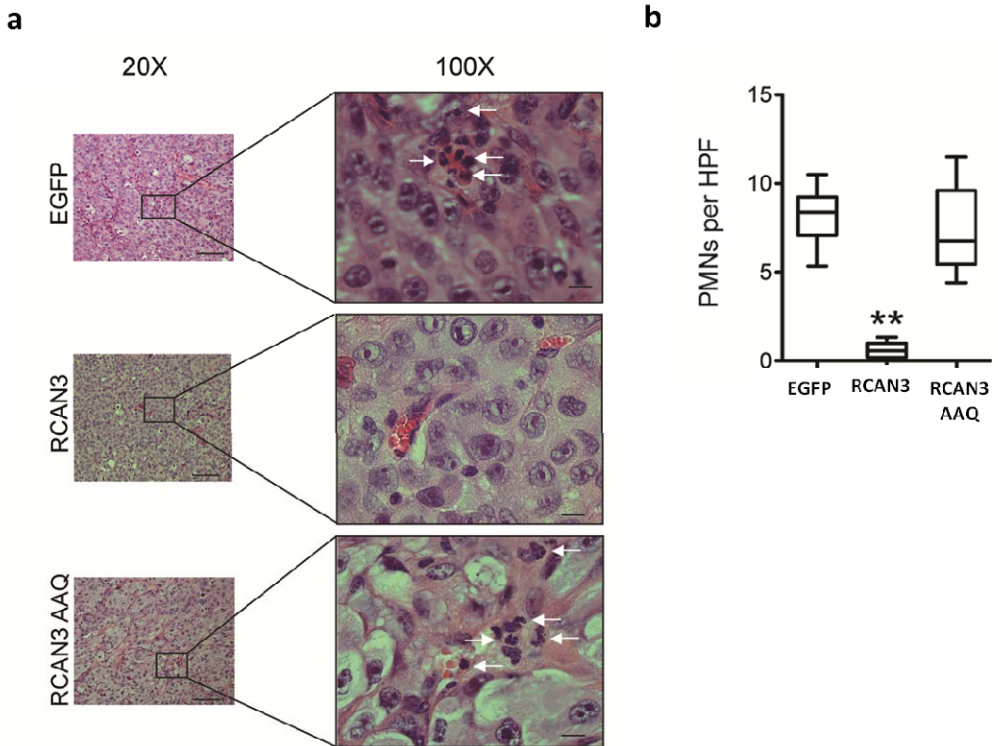 a
20X
100X
EGFP
RCAN3
RCAN3 AAQ
b
PMNs per HPF
15
10
5
0
**
EGFP
RCAN3
RCAN3
AAQ